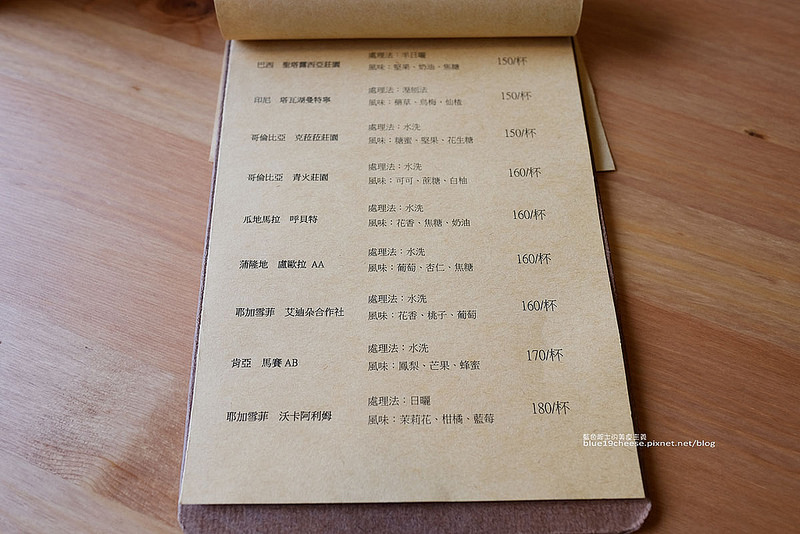 巴西 聖塔露西亞莊園 處理法：半日曬 150/杯
風味：堅果、奶油、焦糖
印尼 塔瓦湖曼特寧 處理法：溼刨法 150/杯
風味：藥草、烏梅、仙楂
哥倫比亞 克菈菈莊園 處理法：水洗 150/杯
風味：糖蜜、堅果、花生糖
哥倫比亞 青火莊園 處理法：水洗 160/杯
風味：可可、蔗糖、白柚
瓜地馬拉 呼貝特 處理法：水洗 160/杯
風味：花香、焦糖、奶油
蒲隆地 盧歐拉 AA 處理法：水洗 160/杯
風味：葡萄、杏仁、焦糖
耶加雪菲 艾迪朵合作社 處理法：水洗 160/杯
風味：花香、桃子、葡萄
肯亞 馬賽 AB 處理法：水洗 170/杯
風味：鳳梨、芒果、蜂蜜
耶加雪菲 沃卡阿利姆 處理法：日曬 180/杯
風味：茉莉花、柑橘、藍莓
藍色起士的美食主義
blue19cheese.pixnet.net/blog